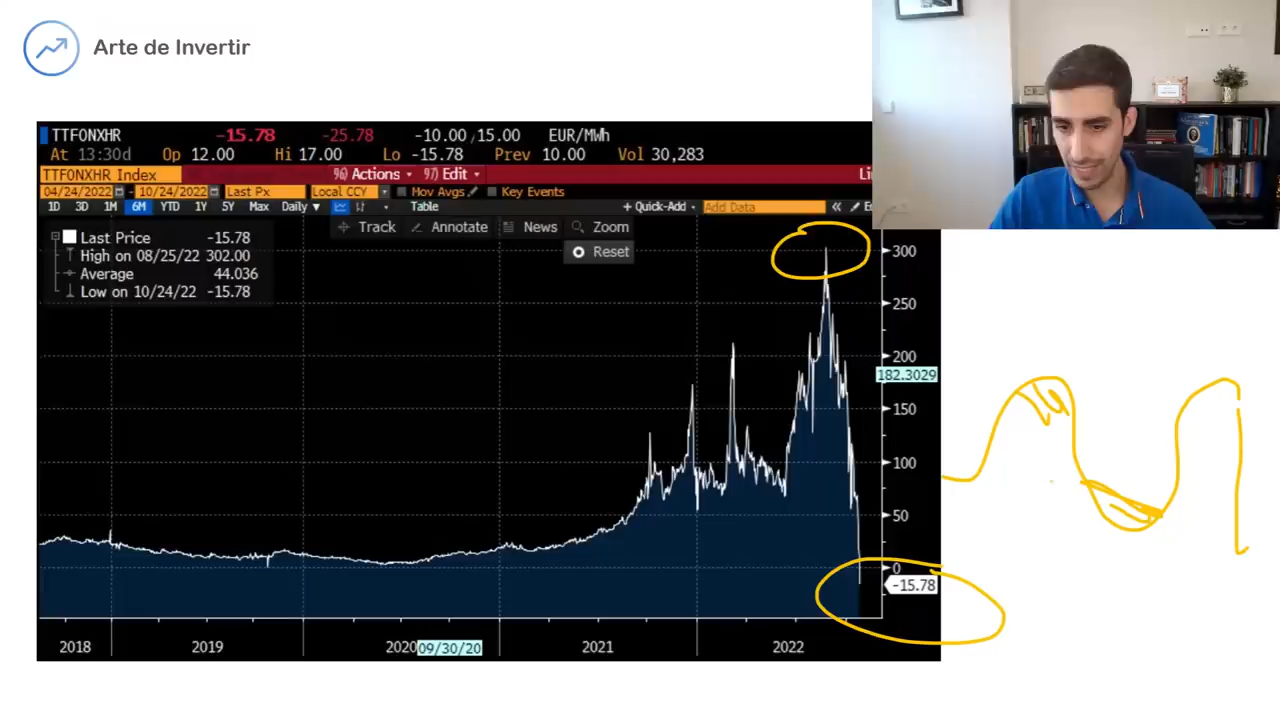 Arte de Invertir
TTFONXHR -15.78 -25.78 -10.00/15.00 EUR/MWh
At 13:30d Op 12.00 Hi 17.00 Lo -15.78 Prev 10.00 Vol 30,283
TTFONXHR Index 96) Actions 97) Edit Li
04/24/2022 - 10/24/2022 Last Px Local CCY Mov Avgs Key Events
1D 3D 1M 6M YTD 1Y 5Y Max Daily ▼ Table + Quick-Add Add Data « E
Track Annotate News Zoom
Reset
Last Price -15.78
High on 08/25/22 302.00
Average 44.036
Low on 10/24/22 -15.78
300
250
200
182.3029
150
100
50
0
-15.78
2018 2019 2020 09/30/20 2021 2022